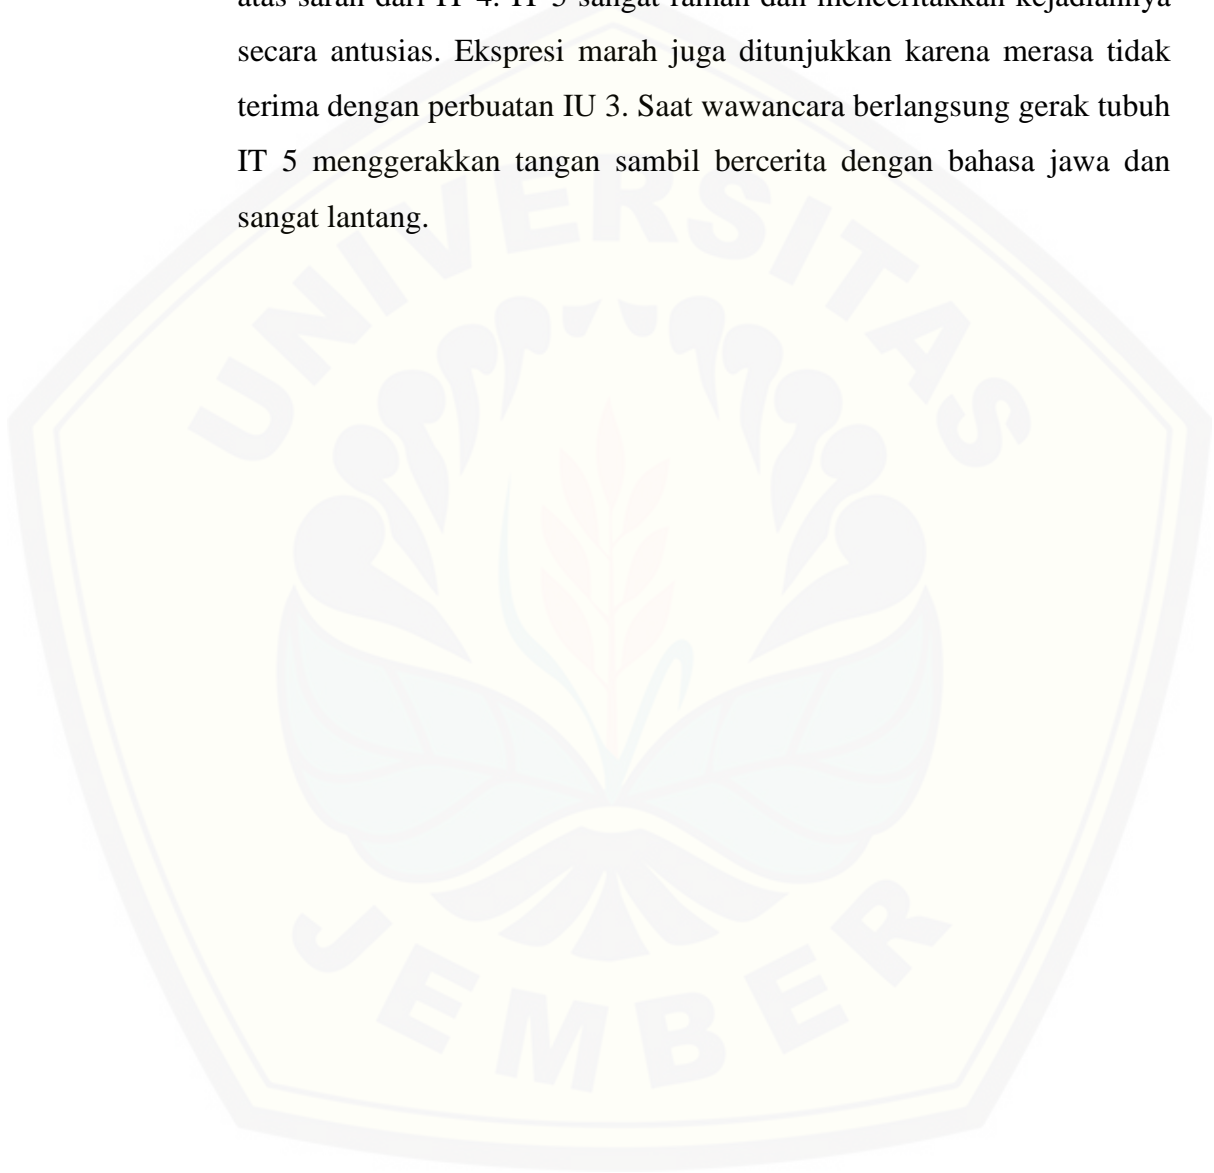 atas saran dari IT 4. IT 5 sangat ramah dan menceritakkan kejadiannya
secara antusias. Ekspresi marah juga ditunjukkan karena merasa tidak
terima dengan perbuatan IU 3. Saat wawancara berlangsung gerak tubuh
IT 5 menggerakkan tangan sambil bercerita dengan bahasa jawa dan
sangat lantang.
UNIVERSITAS
JEMBER